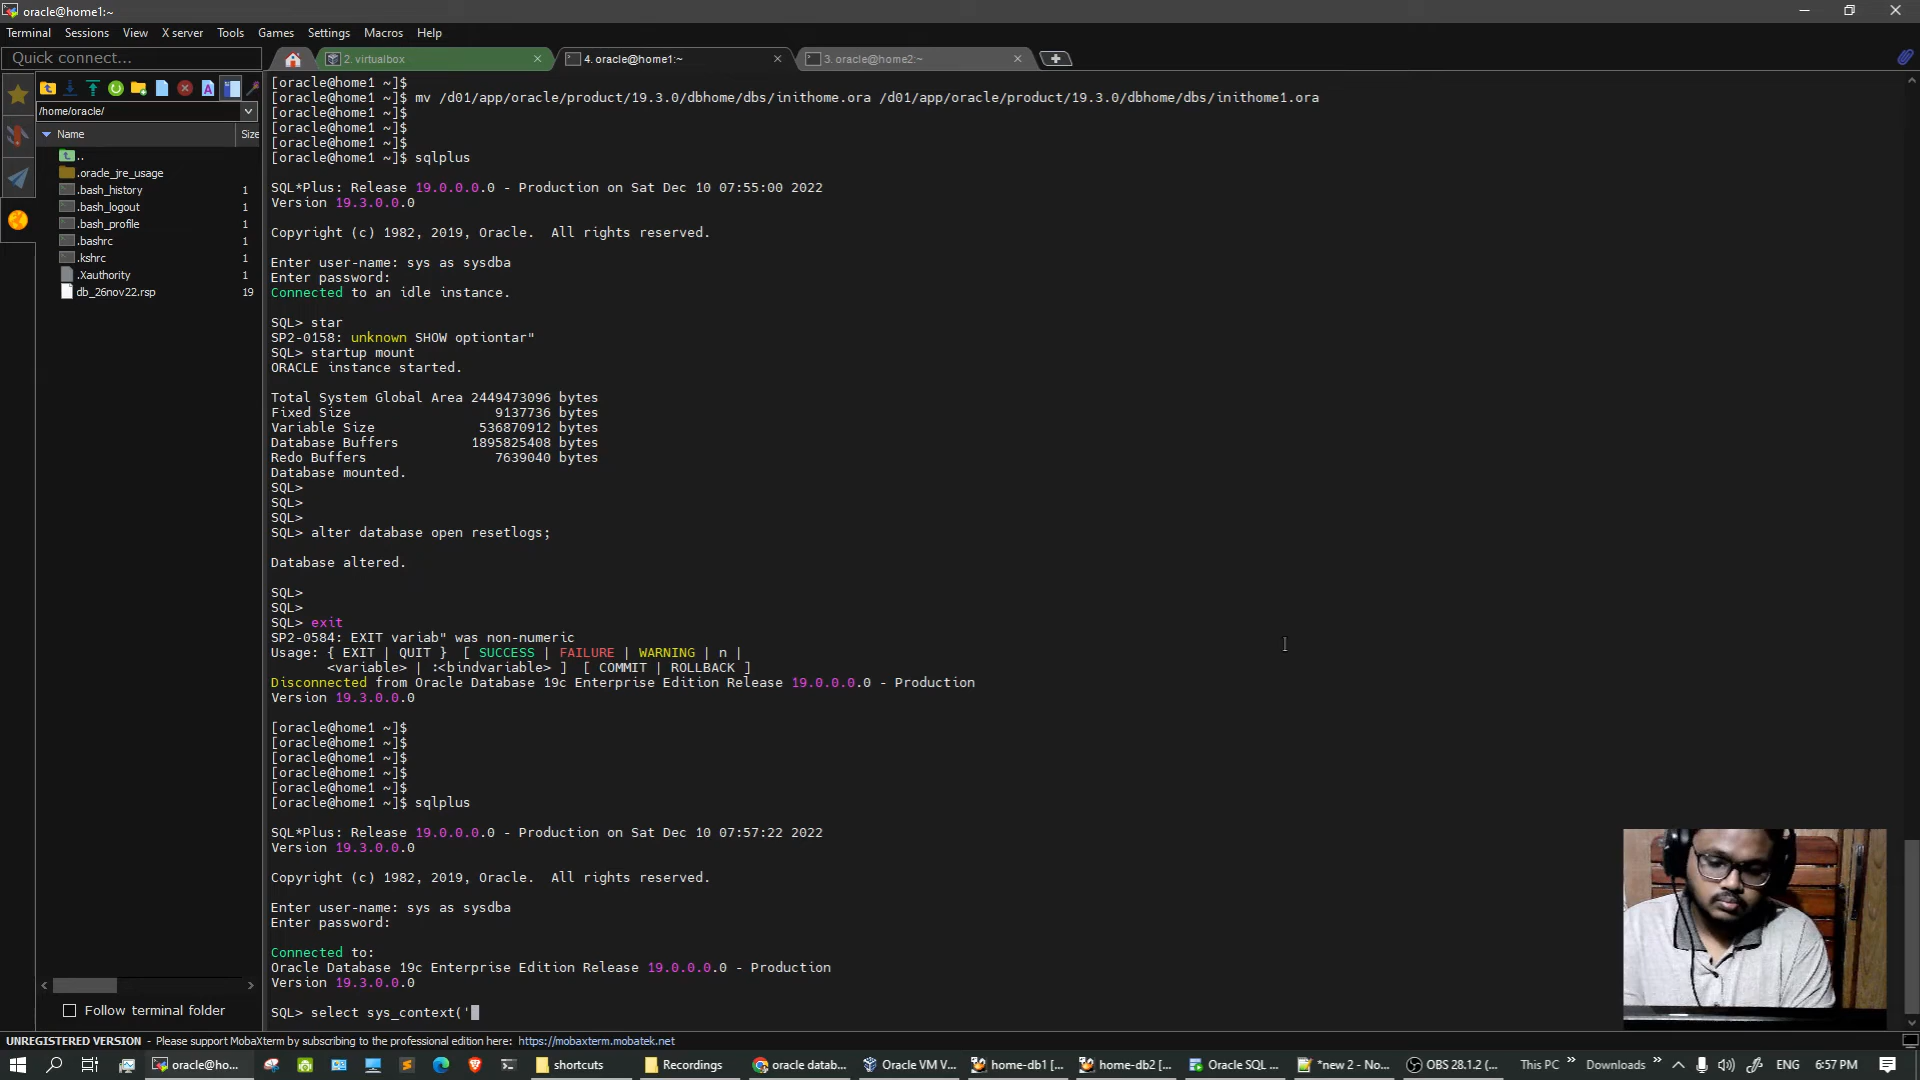 oracle@home1:~
Terminal Sessions View X server Tools Games Settings Macros Help
Quick connect...
2. virtualbox
4. oracle@home1:~
3. oracle@home2:~
/home/oracle/
Name Size
..
.oracle_jre_usage
.bash_history 1
.bash_logout 1
.bash_profile 1
.bashrc 1
.kshrc 1
.Xauthority 1
db_26nov22.rsp 19
Follow terminal folder
[oracle@home1 ~]$
[oracle@home1 ~]$ mv /d01/app/oracle/product/19.3.0/dbhome/dbs/inithome.ora /d01/app/oracle/product/19.3.0/dbhome/dbs/inithome1.ora
[oracle@home1 ~]$
[oracle@home1 ~]$
[oracle@home1 ~]$
[oracle@home1 ~]$ sqlplus
SQL*Plus: Release 19.0.0.0.0 - Production on Sat Dec 10 07:55:00 2022
Version 19.3.0.0.0
Copyright (c) 1982, 2019, Oracle.  All rights reserved.
Enter user-name: sys as sysdba
Enter password:
Connected to an idle instance.
SQL> star
SP2-0158: unknown SHOW optiontar"
SQL> startup mount
ORACLE instance started.
Total System Global Area 2449473096 bytes
Fixed Size 9137736 bytes
Variable Size 536870912 bytes
Database Buffers 1895825408 bytes
Redo Buffers 7639040 bytes
Database mounted.
SQL>
SQL>
SQL>
SQL> alter database open resetlogs;
Database altered.
SQL>
SQL>
SQL> exit
SP2-0584: EXIT variab" was non-numeric
Usage: { EXIT | QUIT }  [ SUCCESS | FAILURE | WARNING | n |
<variable> | :<bindvariable> ]  [ COMMIT | ROLLBACK ]
Disconnected from Oracle Database 19c Enterprise Edition Release 19.0.0.0.0 - Production
Version 19.3.0.0.0
[oracle@home1 ~]$
[oracle@home1 ~]$
[oracle@home1 ~]$
[oracle@home1 ~]$
[oracle@home1 ~]$
[oracle@home1 ~]$ sqlplus
SQL*Plus: Release 19.0.0.0.0 - Production on Sat Dec 10 07:57:22 2022
Version 19.3.0.0.0
Copyright (c) 1982, 2019, Oracle.  All rights reserved.
Enter user-name: sys as sysdba
Enter password:
Connected to:
Oracle Database 19c Enterprise Edition Release 19.0.0.0.0 - Production
Version 19.3.0.0.0
SQL> select sys_context('
UNREGISTERED VERSION - Please support MobaXterm by subscribing to the professional edition here: https://mobaxterm.mobatek.net
oracle@ho... shortcuts Recordings oracle datab... Oracle VM V... home-db1 [... home-db2 [... Oracle SQL ... *new 2 - No... OBS 28.1.2 (... This PC Downloads ENG 6:57 PM